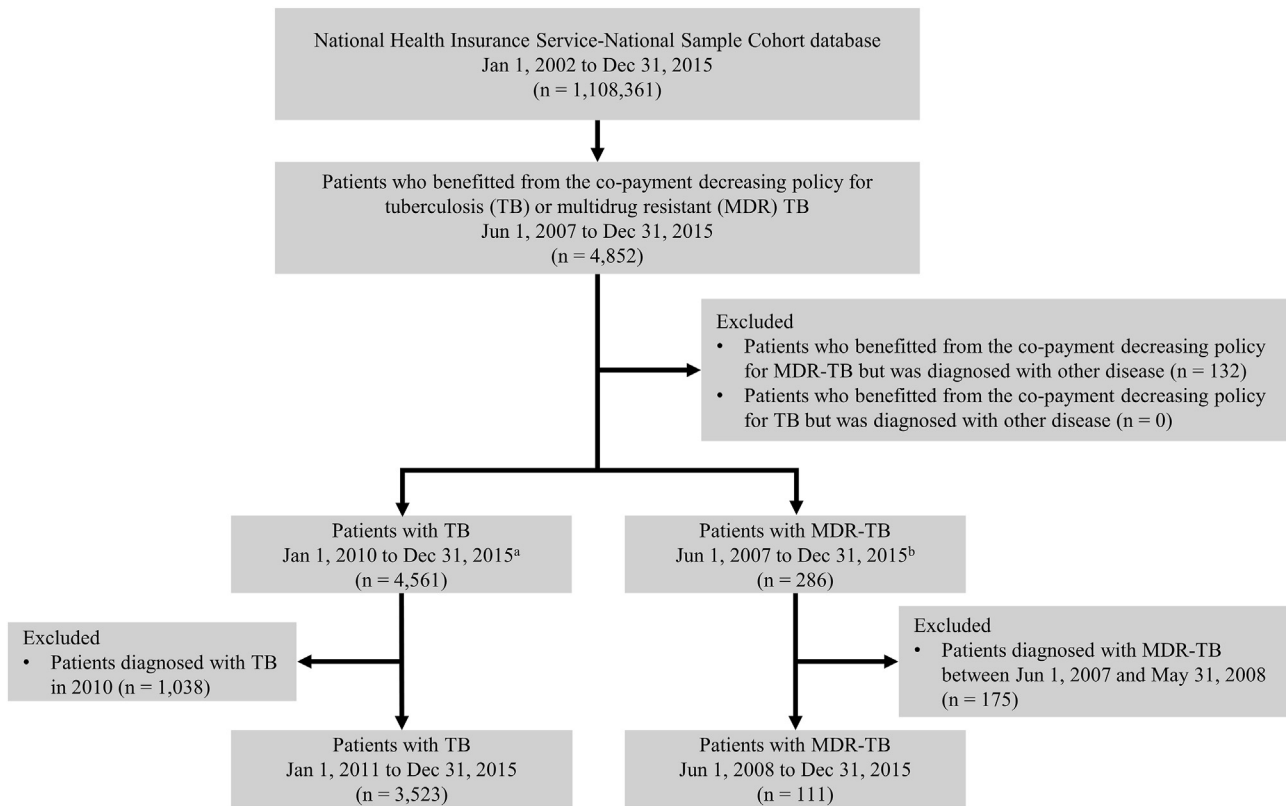 National Health Insurance Service-National Sample Cohort database
Jan 1, 2002 to Dec 31, 2015
(n = 1,108,361)
Patients who benefitted from the co-payment decreasing policy for
tuberculosis (TB) or multidrug resistant (MDR) TB
Jun 1, 2007 to Dec 31, 2015
(n = 4,852)
Excluded
• Patients who benefitted from the co-payment decreasing policy
for MDR-TB but was diagnosed with other disease (n = 132)
• Patients who benefitted from the co-payment decreasing policy
for TB but was diagnosed with other disease (n = 0)
Patients with TB
Jan 1, 2010 to Dec 31, 2015ᵃ
(n = 4,561)
Patients with MDR-TB
Jun 1, 2007 to Dec 31, 2015ᵇ
(n = 286)
Excluded
• Patients diagnosed with TB
in 2010 (n = 1,038)
Excluded
• Patients diagnosed with MDR-TB
between Jun 1, 2007 and May 31, 2008
(n = 175)
Patients with TB
Jan 1, 2011 to Dec 31, 2015
(n = 3,523)
Patients with MDR-TB
Jun 1, 2008 to Dec 31, 2015
(n = 111)